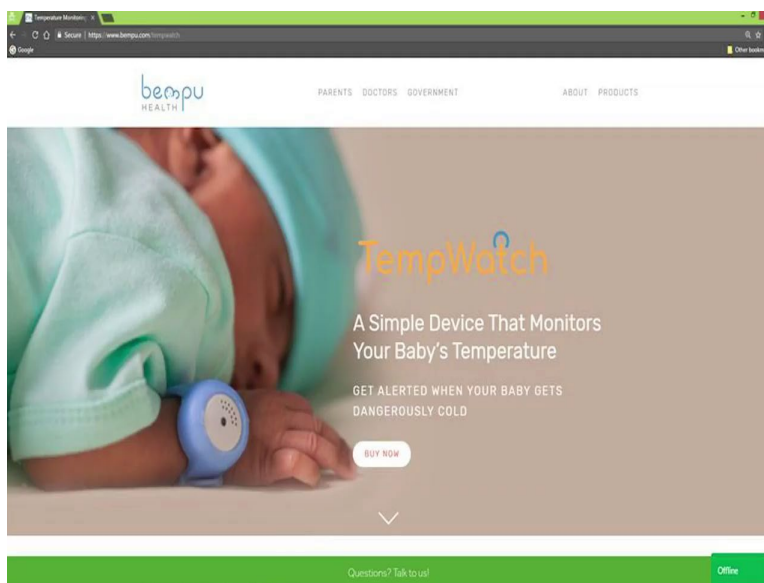 Temperature Monitoring
Secure | https://www.bempu.com/tempwatch
Google
Other bookm
bempu
HEALTH
PARENTS DOCTORS GOVERNMENT
ABOUT PRODUCTS
TempWatch
A Simple Device That Monitors
Your Baby's Temperature
GET ALERTED WHEN YOUR BABY GETS
DANGEROUSLY COLD
BUY NOW
Questions? Talk to us!
Offline